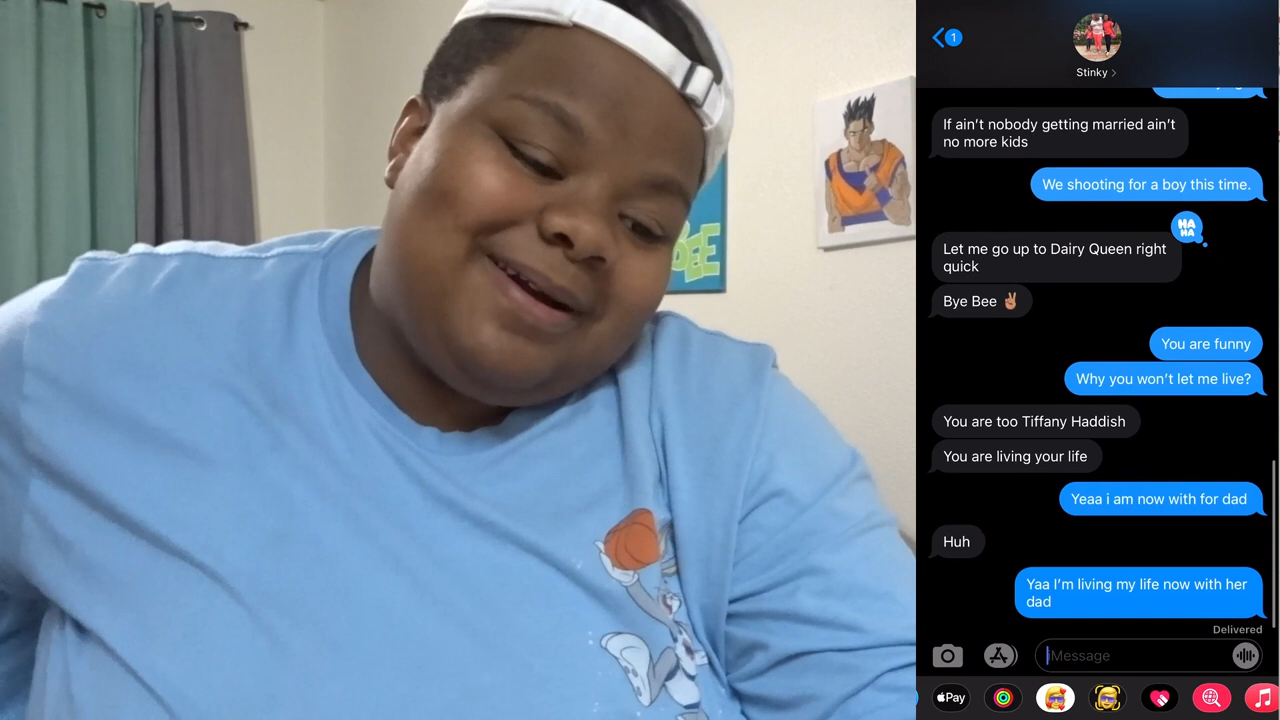 1
Stinky
If ain't nobody getting married ain't
no more kids
We shooting for a boy this time.
HA
HA
Let me go up to Dairy Queen right
quick
Bye Bee ✌🏽
You are funny
Why you won't let me live?
You are too Tiffany Haddish
You are living your life
Yeaa i am now with for dad
Huh
Yaa I'm living my life now with her
dad
Delivered
iMessage
Pay